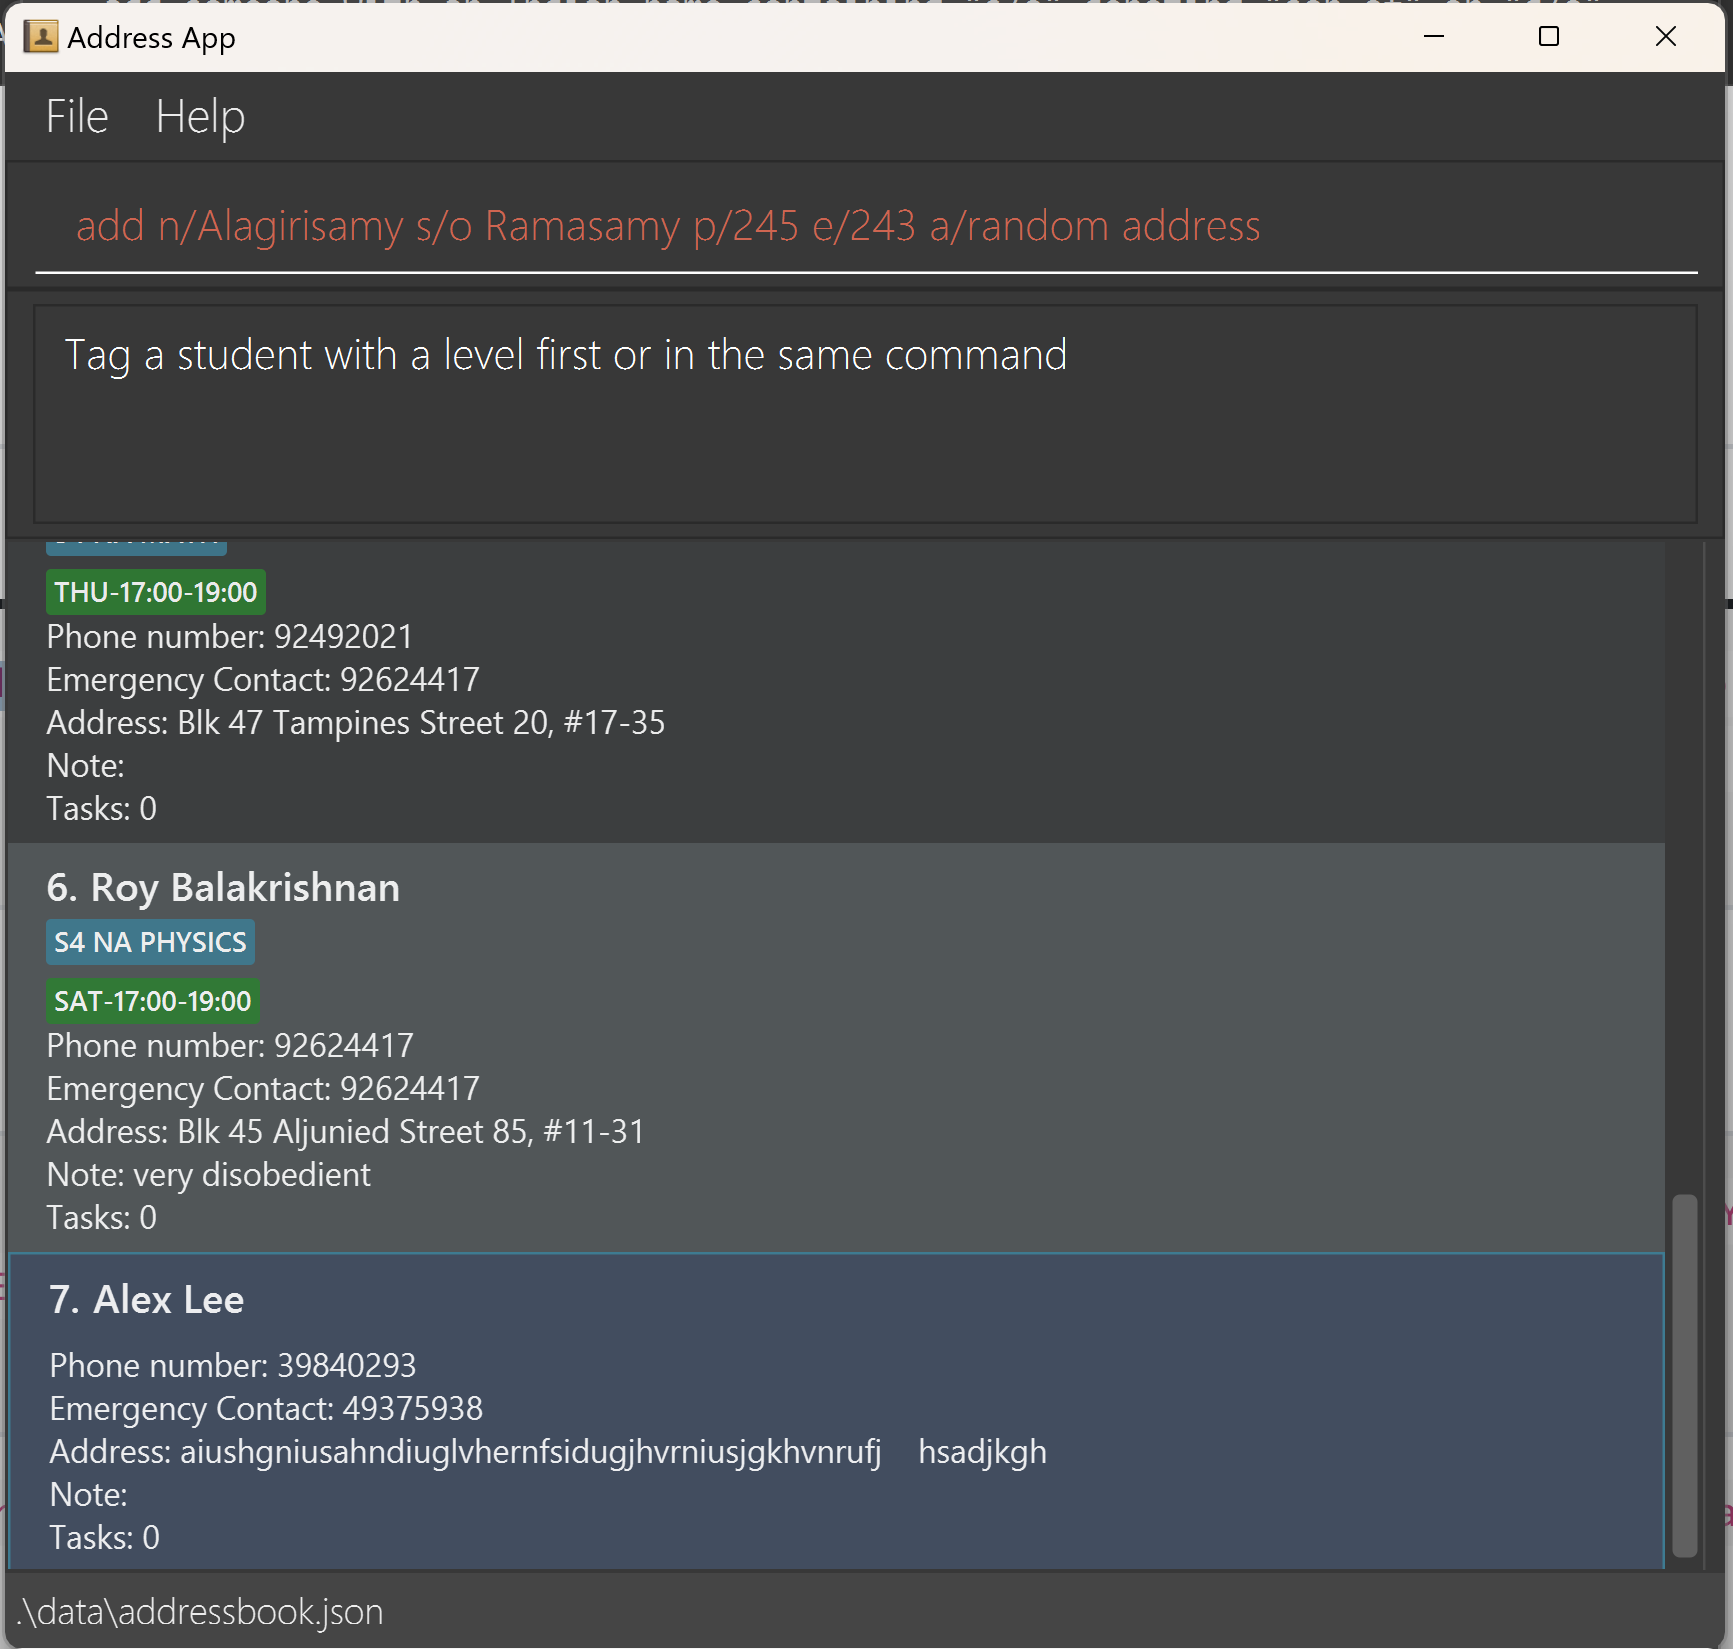 Address App
File Help
add n/Alagirisamy s/o Ramasamy p/245 e/243 a/random address
Tag a student with a level first or in the same command
THU-17:00-19:00
Phone number: 92492021
Emergency Contact: 92624417
Address: Blk 47 Tampines Street 20, #17-35
Note:
Tasks: 0
6. Roy Balakrishnan
S4 NA PHYSICS
SAT-17:00-19:00
Phone number: 92624417
Emergency Contact: 92624417
Address: Blk 45 Aljunied Street 85, #11-31
Note: very disobedient
Tasks: 0
7. Alex Lee
Phone number: 39840293
Emergency Contact: 49375938
Address: aiushgniusahndiuglvhernfsidugjhvrniusjgkhvnrufj hsadjkgh
Note:
Tasks: 0
.\data\addressbook.json